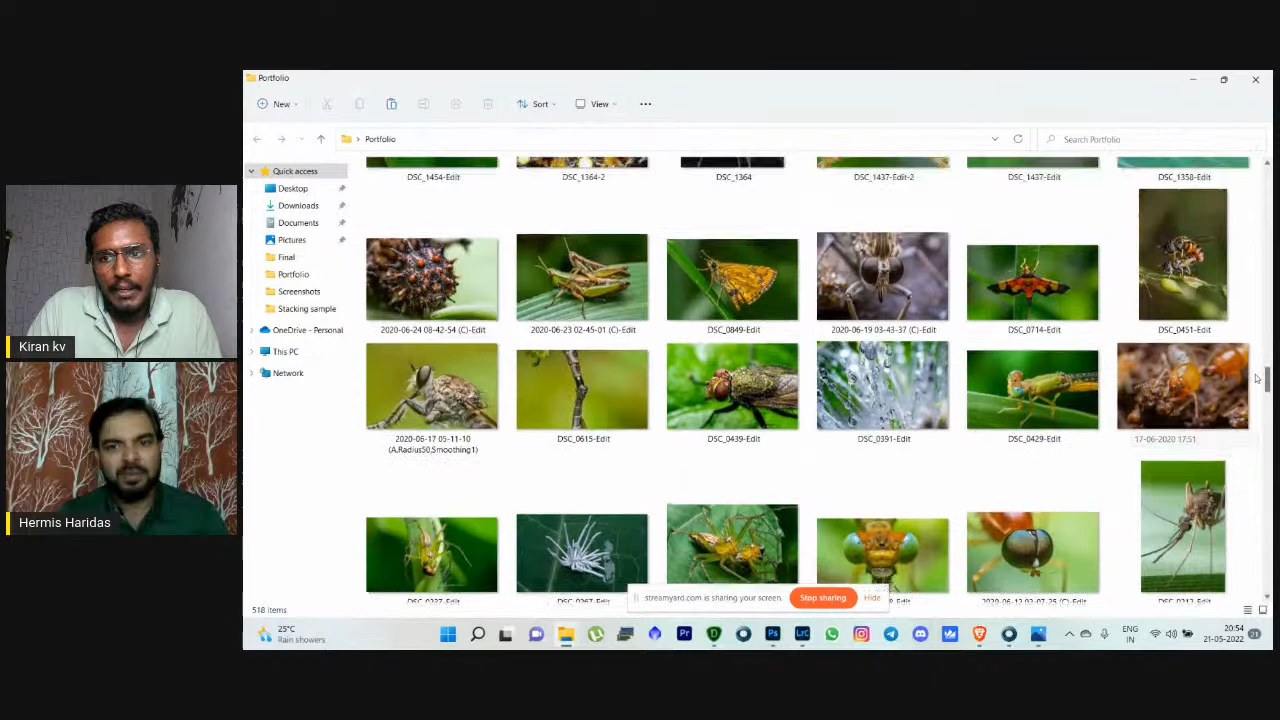 Portfolio
New
Sort
View
Portfolio
Search Portfolio
Quick access
Desktop
Downloads
Documents
Pictures
Final
Portfolio
Screenshots
Stacking sample
OneDrive - Personal
This PC
Network
DSC_1454-Edit
DSC_1364-2
DSC_1364
DSC_1437-Edit-2
DSC_1437-Edit
DSC_1358-Edit
2020-06-24 08-42-54 (C)-Edit
2020-06-23 02-45-01 (C)-Edit
DSC_0849-Edit
2020-06-19 03-43-37 (C)-Edit
DSC_0714-Edit
DSC_0451-Edit
2020-06-17 05-11-10
(A,Radius50,Smoothing1)
DSC_0615-Edit
DSC_0439-Edit
DSC_0391-Edit
DSC_0429-Edit
17-06-2020 17:51
streamyard.com is sharing your screen.
Stop sharing
Hide
518 items
25°C
Rain showers
ENG
IN
20:54
21-05-2022
Kiran kv
Hermis Haridas